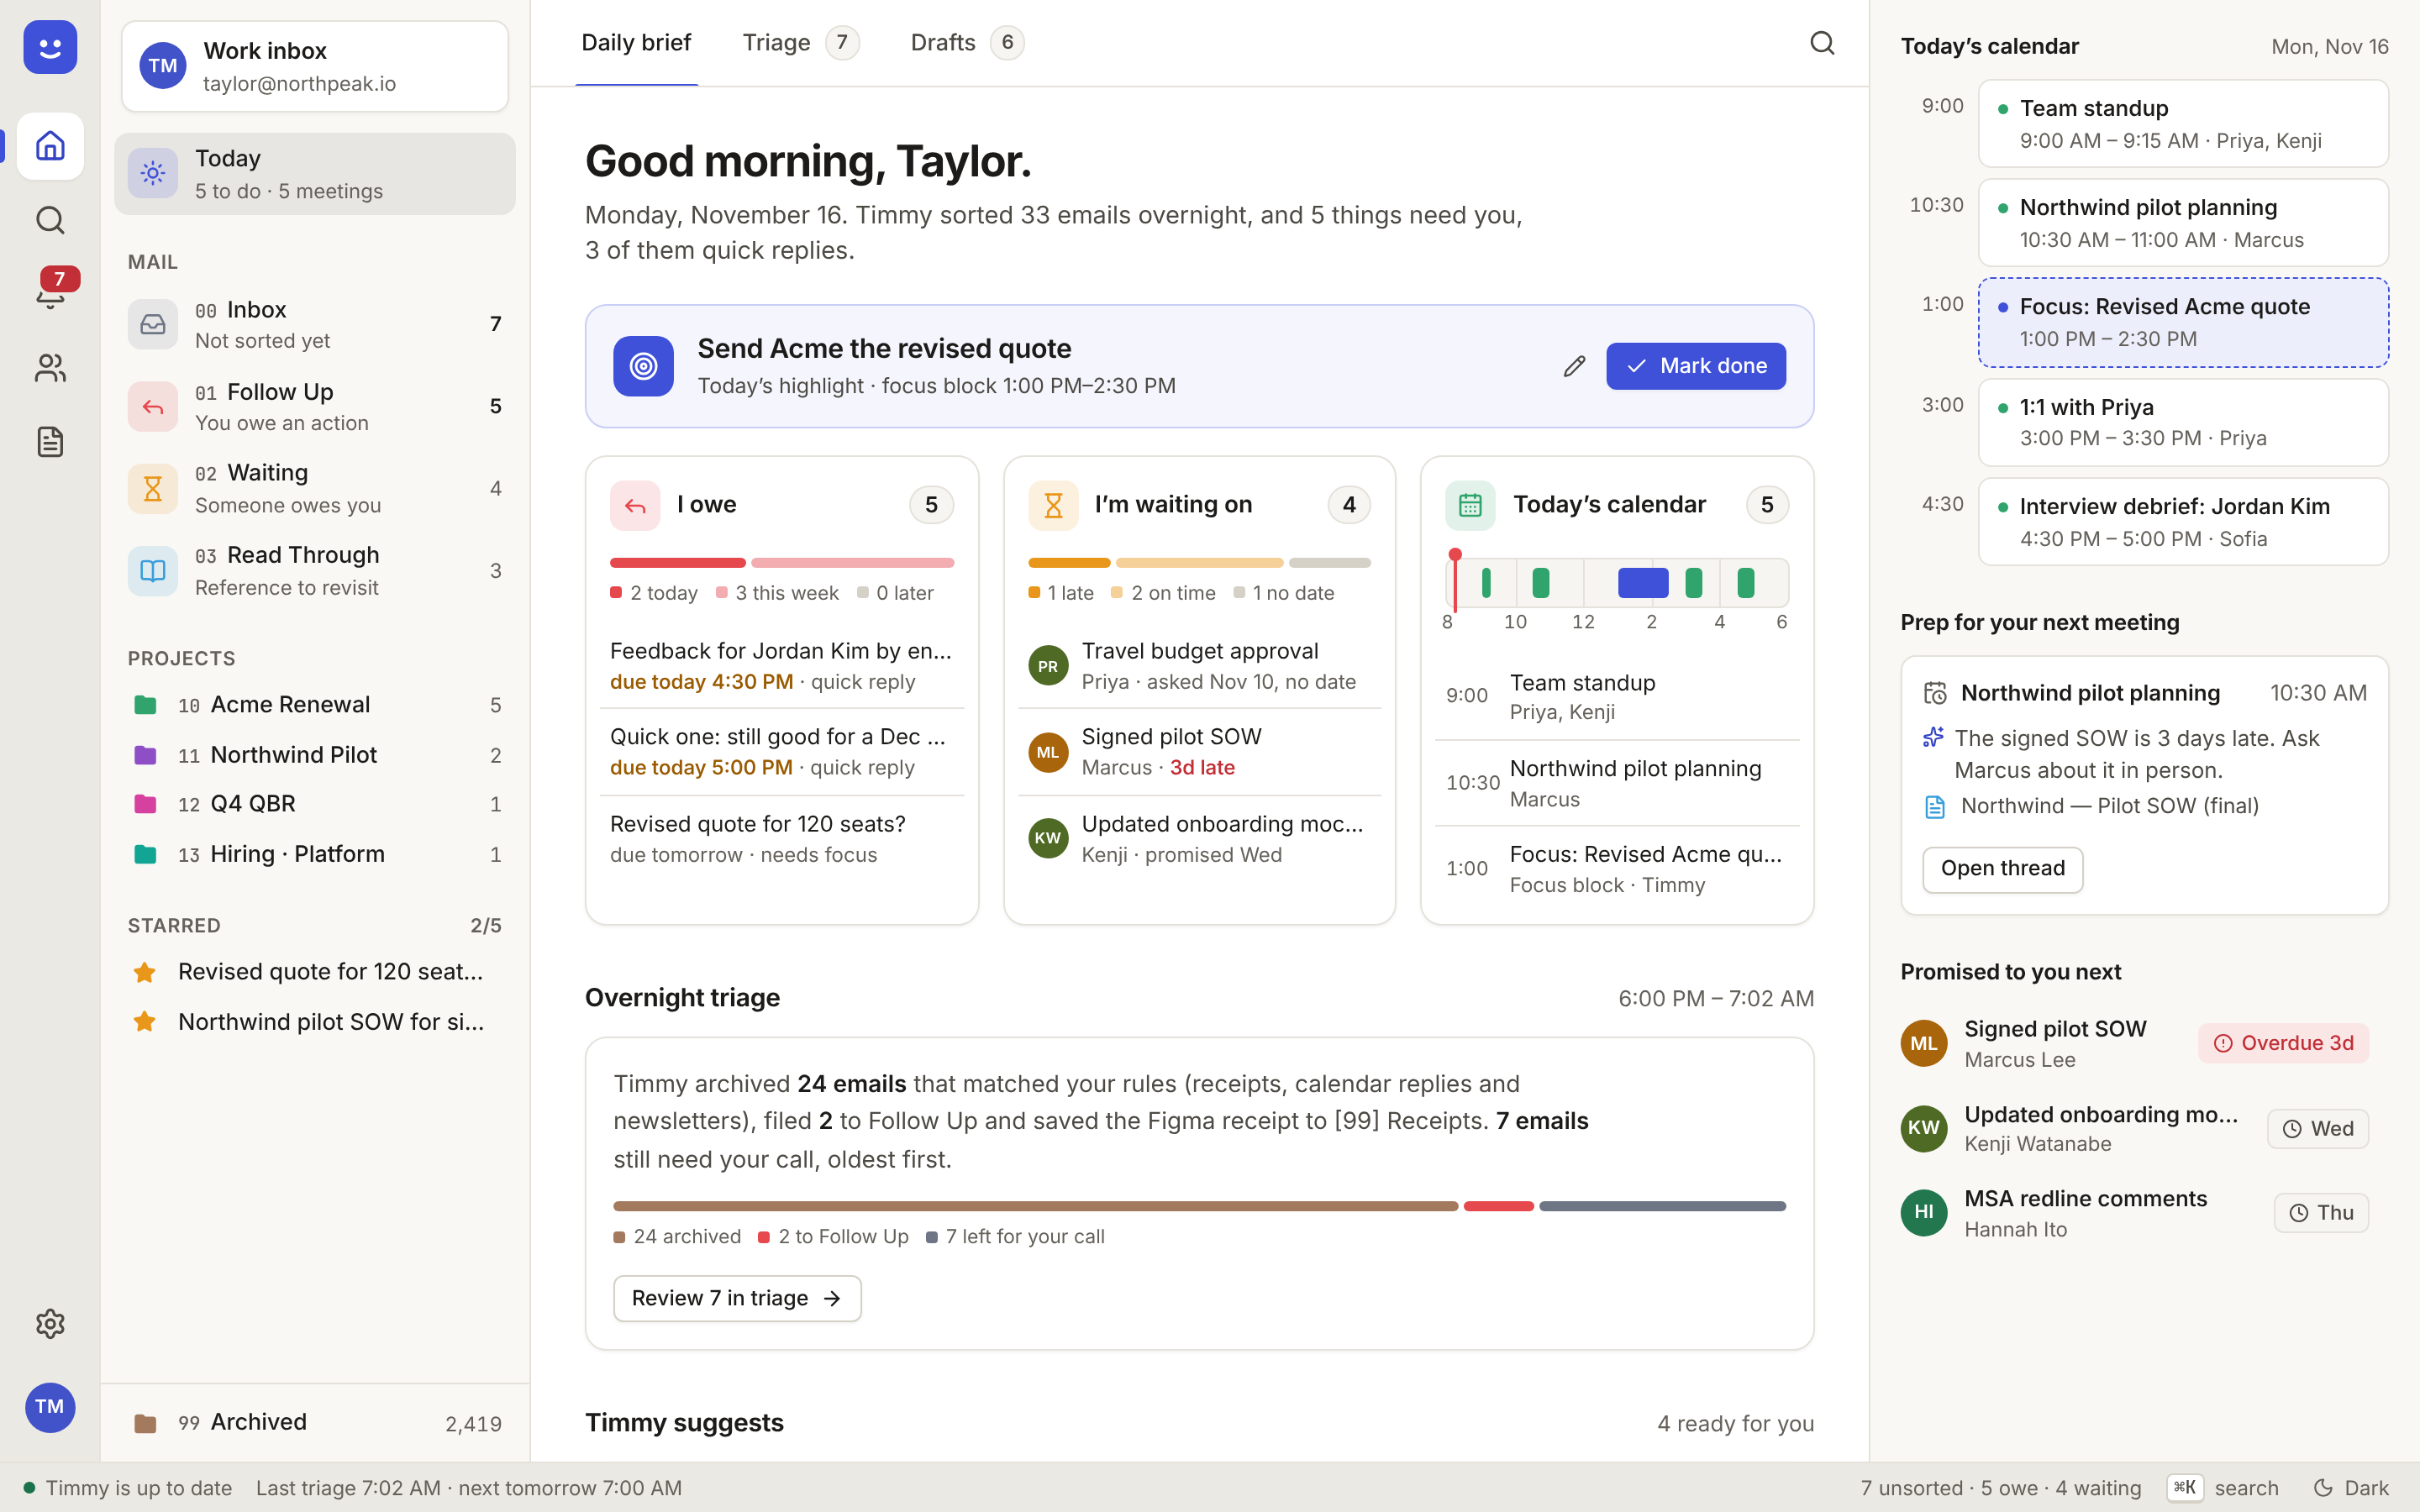 TM
Work inbox
taylor@northpeak.io
Today
5 to do · 5 meetings
MAIL
00 Inbox 7
Not sorted yet
01 Follow Up 5
You owe an action
02 Waiting 4
Someone owes you
03 Read Through 3
Reference to revisit
PROJECTS
10 Acme Renewal 5
11 Northwind Pilot 2
12 Q4 QBR 1
13 Hiring · Platform 1
STARRED 2/5
Revised quote for 120 seat...
Northwind pilot SOW for si...
99 Archived 2,419
7
TM
Daily brief Triage 7 Drafts 6
Good morning, Taylor.
Monday, November 16. Timmy sorted 33 emails overnight, and 5 things need you,
3 of them quick replies.
Send Acme the revised quote
Today’s highlight · focus block 1:00 PM–2:30 PM
Mark done
I owe 5
2 today 3 this week 0 later
Feedback for Jordan Kim by en...
due today 4:30 PM · quick reply
Quick one: still good for a Dec ...
due today 5:00 PM · quick reply
Revised quote for 120 seats?
due tomorrow · needs focus
I’m waiting on 4
1 late 2 on time 1 no date
PR
Travel budget approval
Priya · asked Nov 10, no date
ML
Signed pilot SOW
Marcus · 3d late
KW
Updated onboarding moc...
Kenji · promised Wed
Today’s calendar 5
8 10 12 2 4 6
9:00
Team standup
Priya, Kenji
10:30
Northwind pilot planning
Marcus
1:00
Focus: Revised Acme qu...
Focus block · Timmy
Overnight triage 6:00 PM – 7:02 AM
Timmy archived 24 emails that matched your rules (receipts, calendar replies and
newsletters), filed 2 to Follow Up and saved the Figma receipt to [99] Receipts. 7 emails
still need your call, oldest first.
24 archived 2 to Follow Up 7 left for your call
Review 7 in triage
Timmy suggests 4 ready for you
Today’s calendar Mon, Nov 16
9:00
Team standup
9:00 AM – 9:15 AM · Priya, Kenji
10:30
Northwind pilot planning
10:30 AM – 11:00 AM · Marcus
1:00
Focus: Revised Acme quote
1:00 PM – 2:30 PM
3:00
1:1 with Priya
3:00 PM – 3:30 PM · Priya
4:30
Interview debrief: Jordan Kim
4:30 PM – 5:00 PM · Sofia
Prep for your next meeting
Northwind pilot planning 10:30 AM
The signed SOW is 3 days late. Ask
Marcus about it in person.
Northwind — Pilot SOW (final)
Open thread
Promised to you next
ML
Signed pilot SOW
Marcus Lee
Overdue 3d
KW
Updated onboarding mo...
Kenji Watanabe
Wed
HI
MSA redline comments
Hannah Ito
Thu
Timmy is up to date Last triage 7:02 AM · next tomorrow 7:00 AM
7 unsorted · 5 owe · 4 waiting ⌘K search Dark